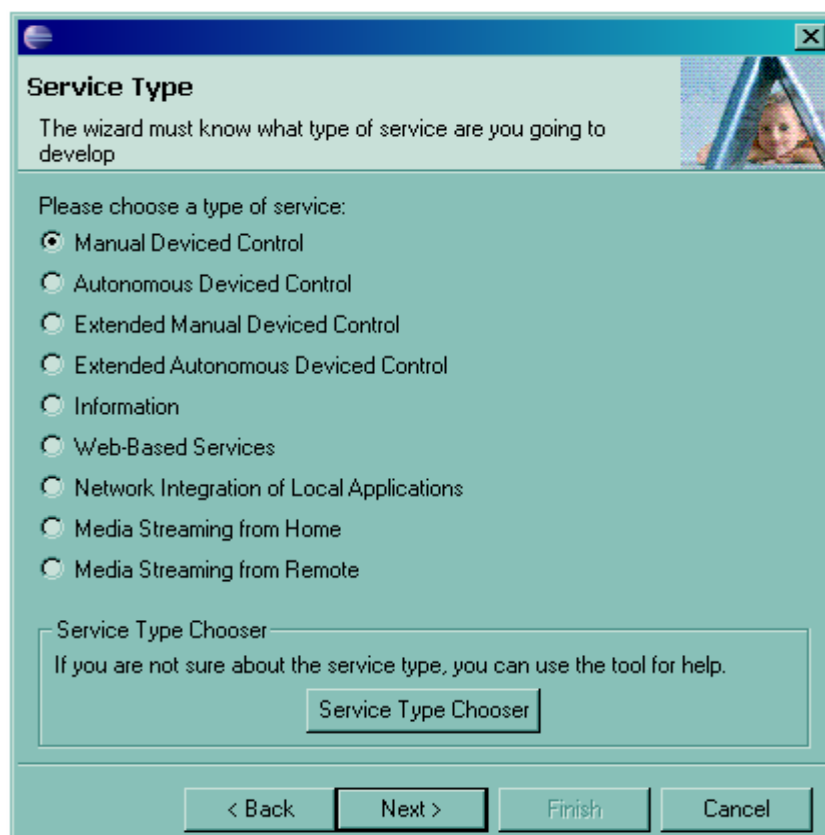 Service Type
The wizard must know what type of service are you going to
develop
Please choose a type of service:
Manual Deviced Control
Autonomous Deviced Control
Extended Manual Deviced Control
Extended Autonomous Deviced Control
Information
Web-Based Services
Network Integration of Local Applications
Media Streaming from Home
Media Streaming from Remote
Service Type Chooser
If you are not sure about the service type, you can use the tool for help.
Service Type Chooser
< Back Next > Finish Cancel